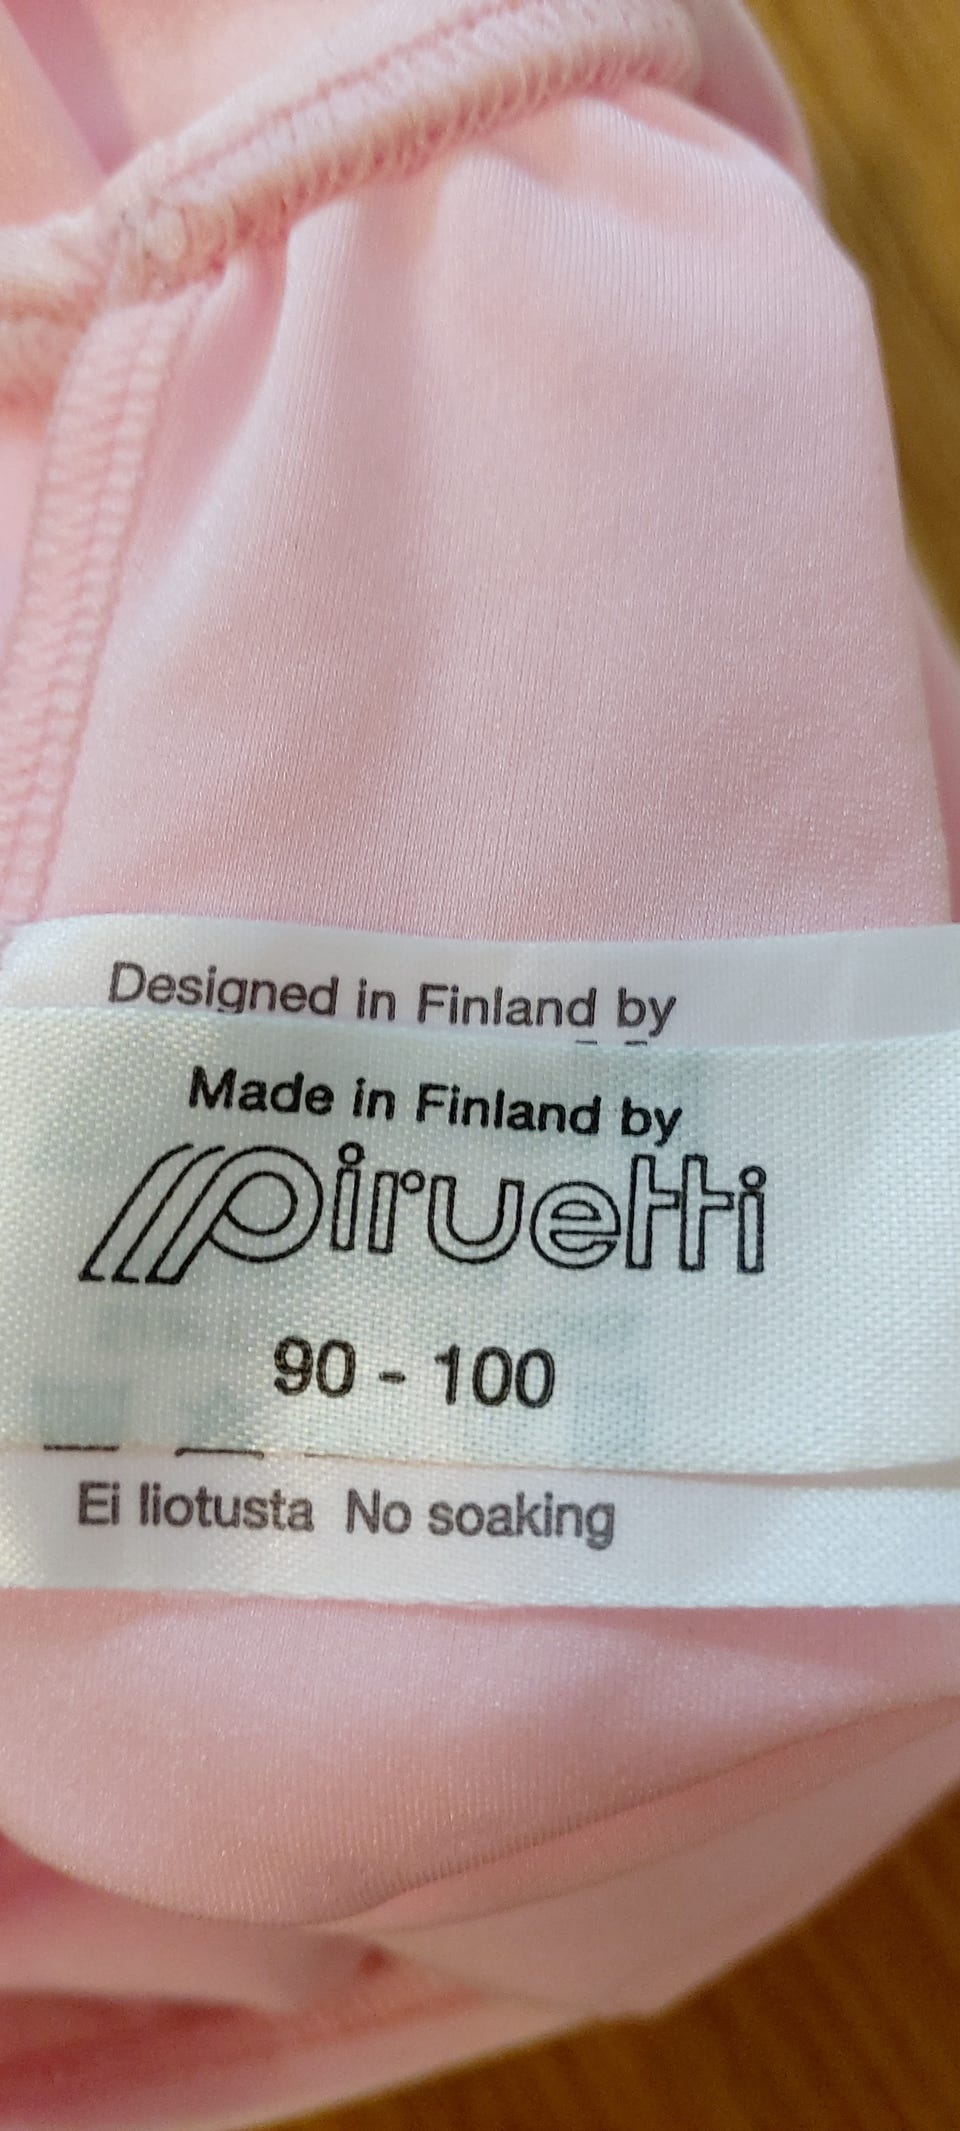 Designed in Finland by
Made in Finland by
piruetti
90 - 100
Ei liotusta No soaking